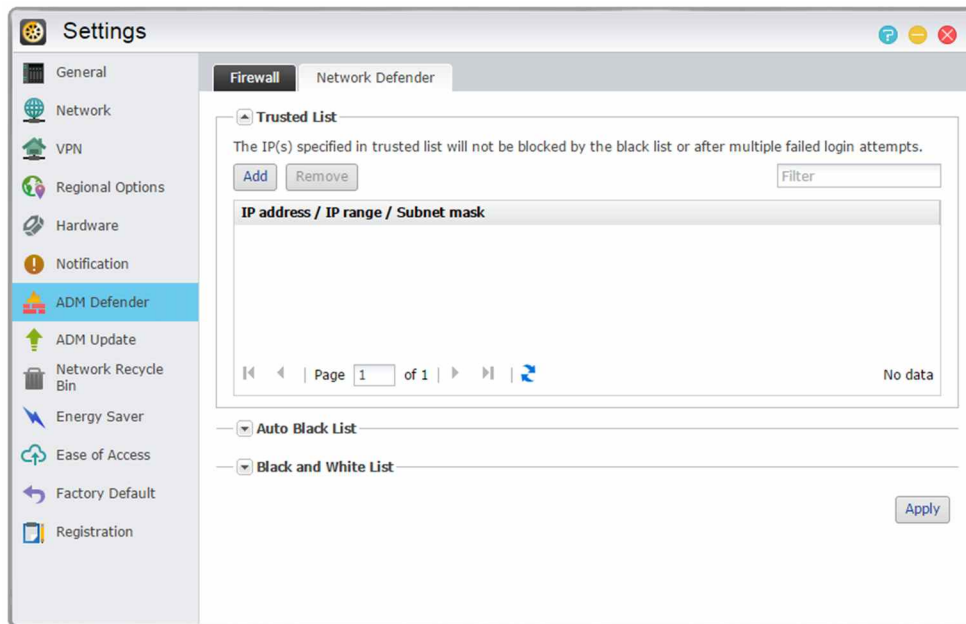 Settings
General
Network
VPN
Regional Options
Hardware
Notification
ADM Defender
ADM Update
Network Recycle
Bin
Energy Saver
Ease of Access
Factory Default
Registration
Firewall
Network Defender
Trusted List
The IP(s) specified in trusted list will not be blocked by the black list or after multiple failed login attempts.
Add
Remove
Filter
IP address / IP range / Subnet mask
Page 1 of 1
No data
Auto Black List
Black and White List
Apply